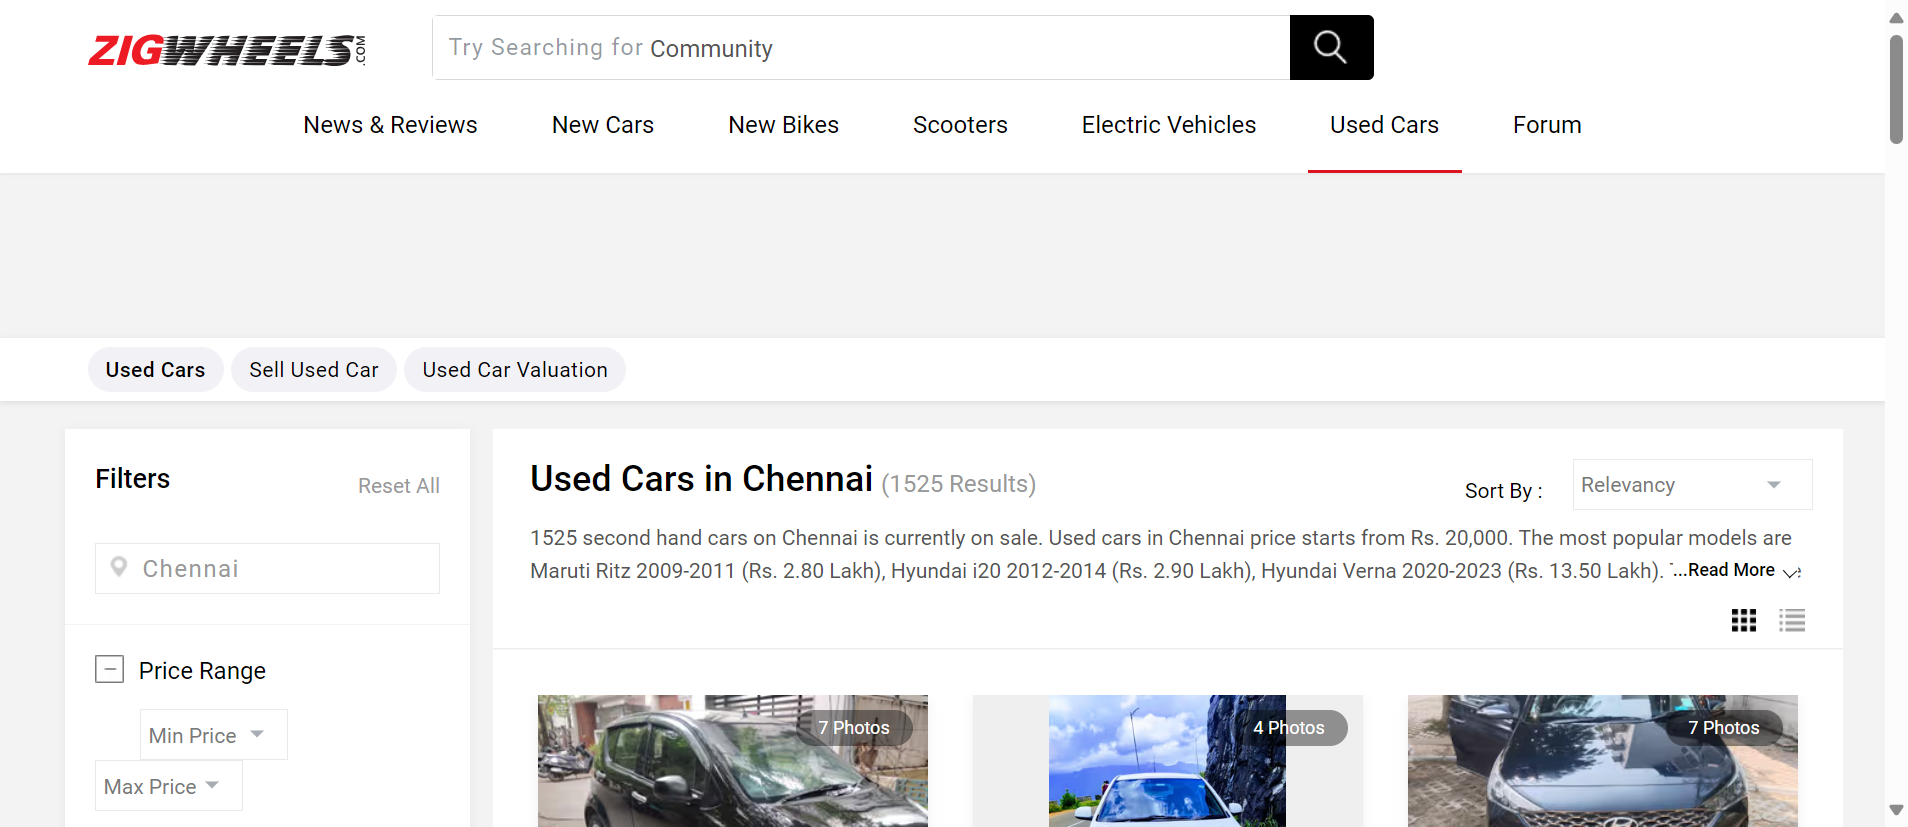 ZIGWHEELS.COM
Try Searching for Community
News & Reviews
New Cars
New Bikes
Scooters
Electric Vehicles
Used Cars
Forum
Used Cars
Sell Used Car
Used Car Valuation
Filters
Reset All
Chennai
Price Range
Min Price
Max Price
Used Cars in Chennai (1525 Results)
Sort By :
Relevancy
1525 second hand cars on Chennai is currently on sale. Used cars in Chennai price starts from Rs. 20,000. The most popular models are
Maruti Ritz 2009-2011 (Rs. 2.80 Lakh), Hyundai i20 2012-2014 (Rs. 2.90 Lakh), Hyundai Verna 2020-2023 (Rs. 13.50 Lakh). ...Read More
7 Photos
4 Photos
7 Photos